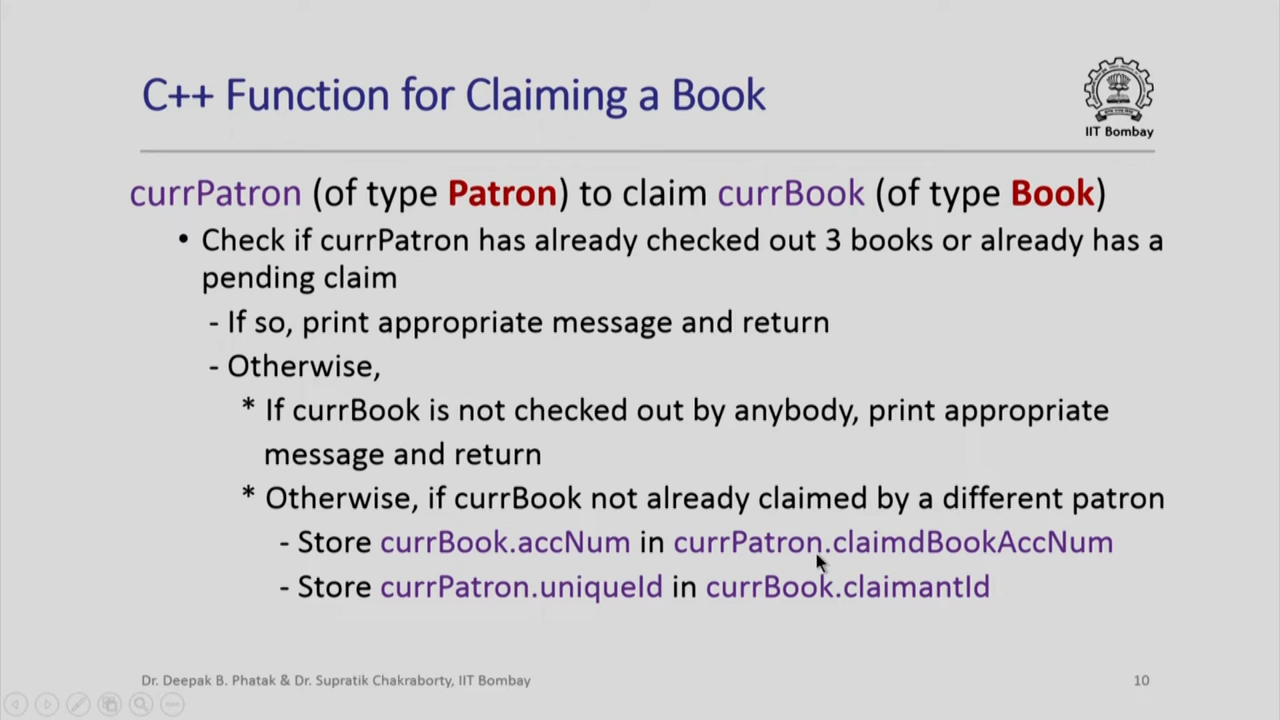 C++ Function for Claiming a Book
IIT Bombay
currPatron (of type Patron) to claim currBook (of type Book)
• Check if currPatron has already checked out 3 books or already has a
pending claim
- If so, print appropriate message and return
- Otherwise,
* If currBook is not checked out by anybody, print appropriate
message and return
* Otherwise, if currBook not already claimed by a different patron
- Store currBook.accNum in currPatron.claimdBookAccNum
- Store currPatron.uniqueId in currBook.claimantId
Dr. Deepak B. Phatak & Dr. Supratik Chakraborty, IIT Bombay
10